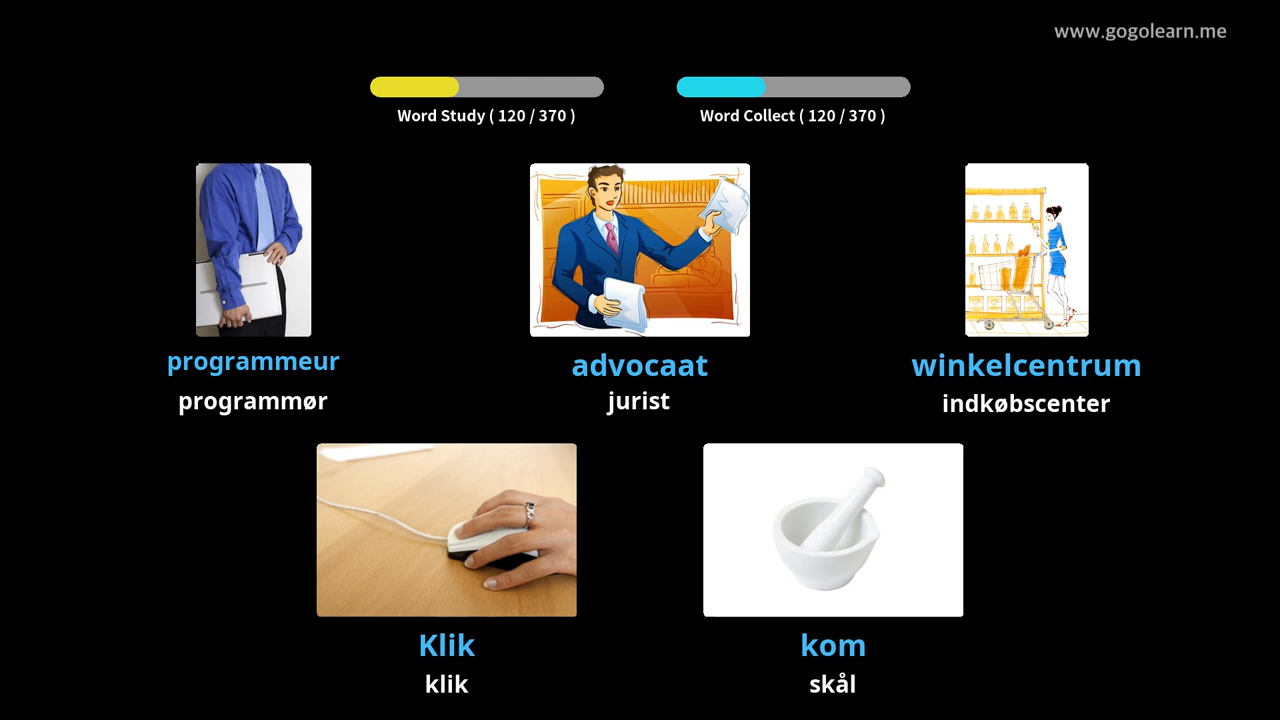 www.gogolearn.me
Word Study ( 120 / 370 )
Word Collect ( 120 / 370 )
programmeur
programmør
advocaat
jurist
winkelcentrum
indkøbscenter
Klik
klik
kom
skål